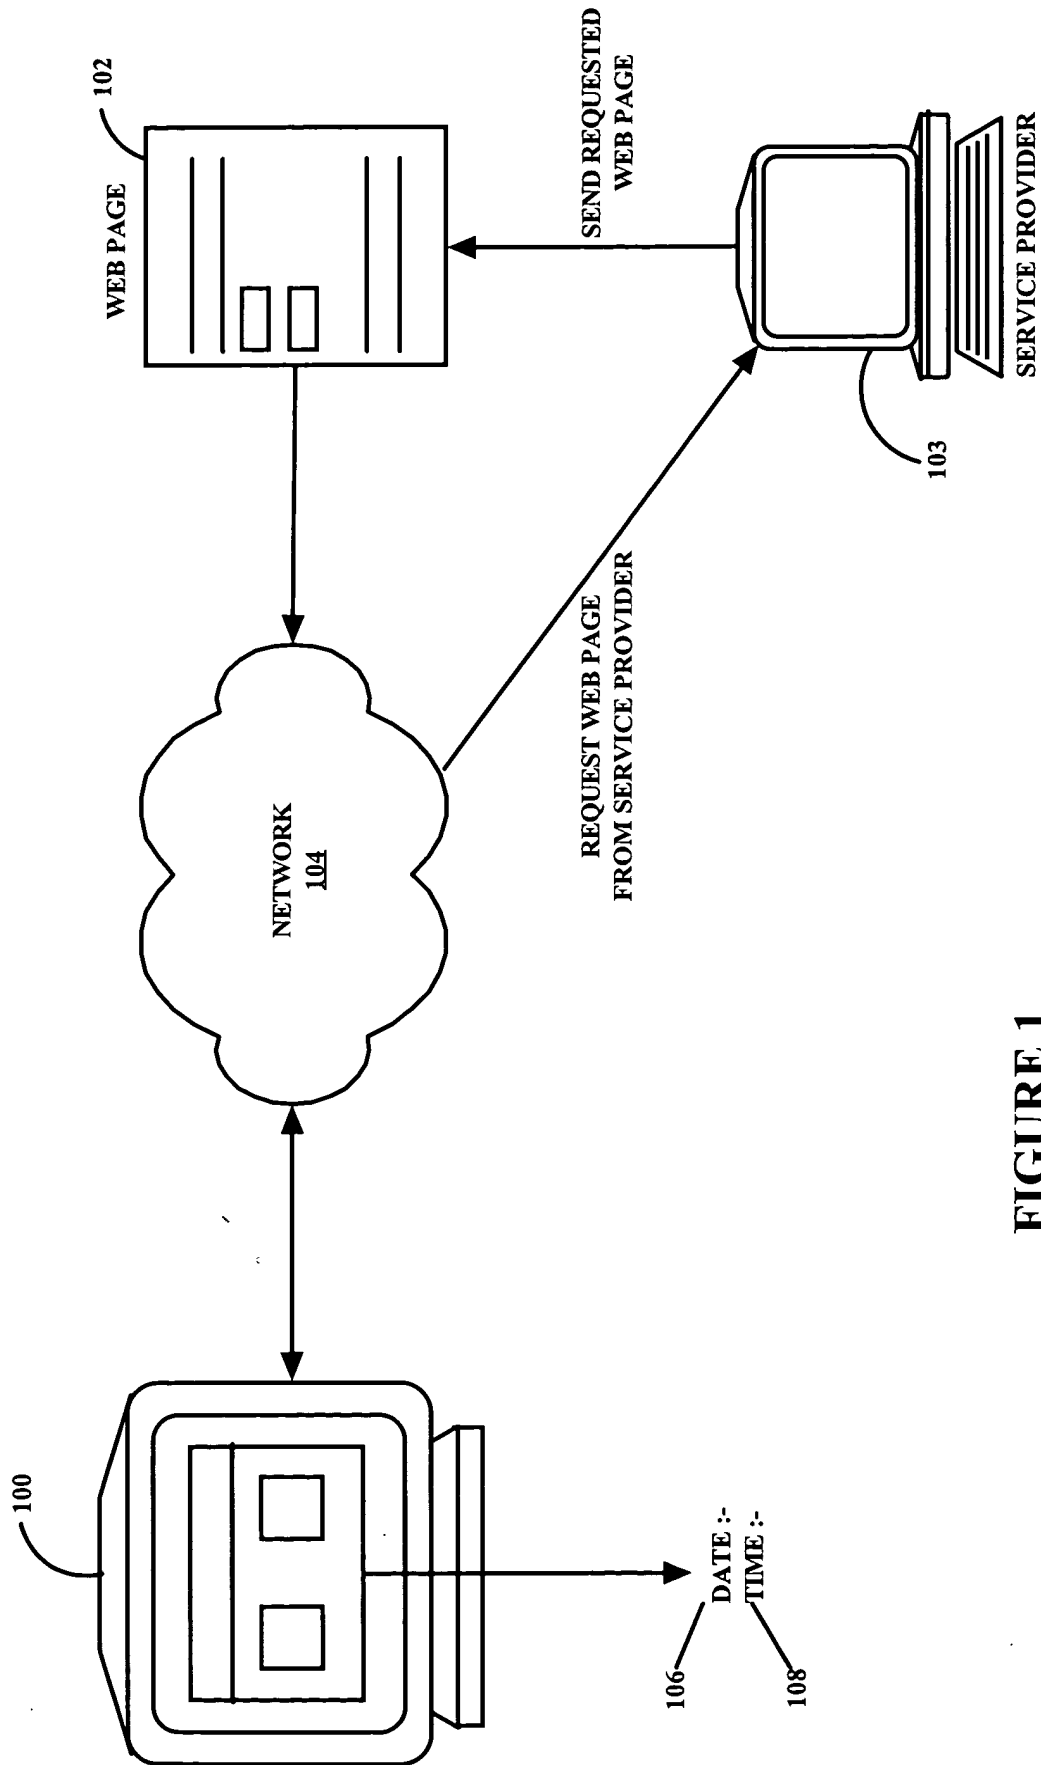 100
NETWORK
104
WEB PAGE
102
106
DATE :-
TIME :-
108
REQUEST WEB PAGE
FROM SERVICE PROVIDER
SEND REQUESTED
WEB PAGE
103
SERVICE PROVIDER
FIGURE 1